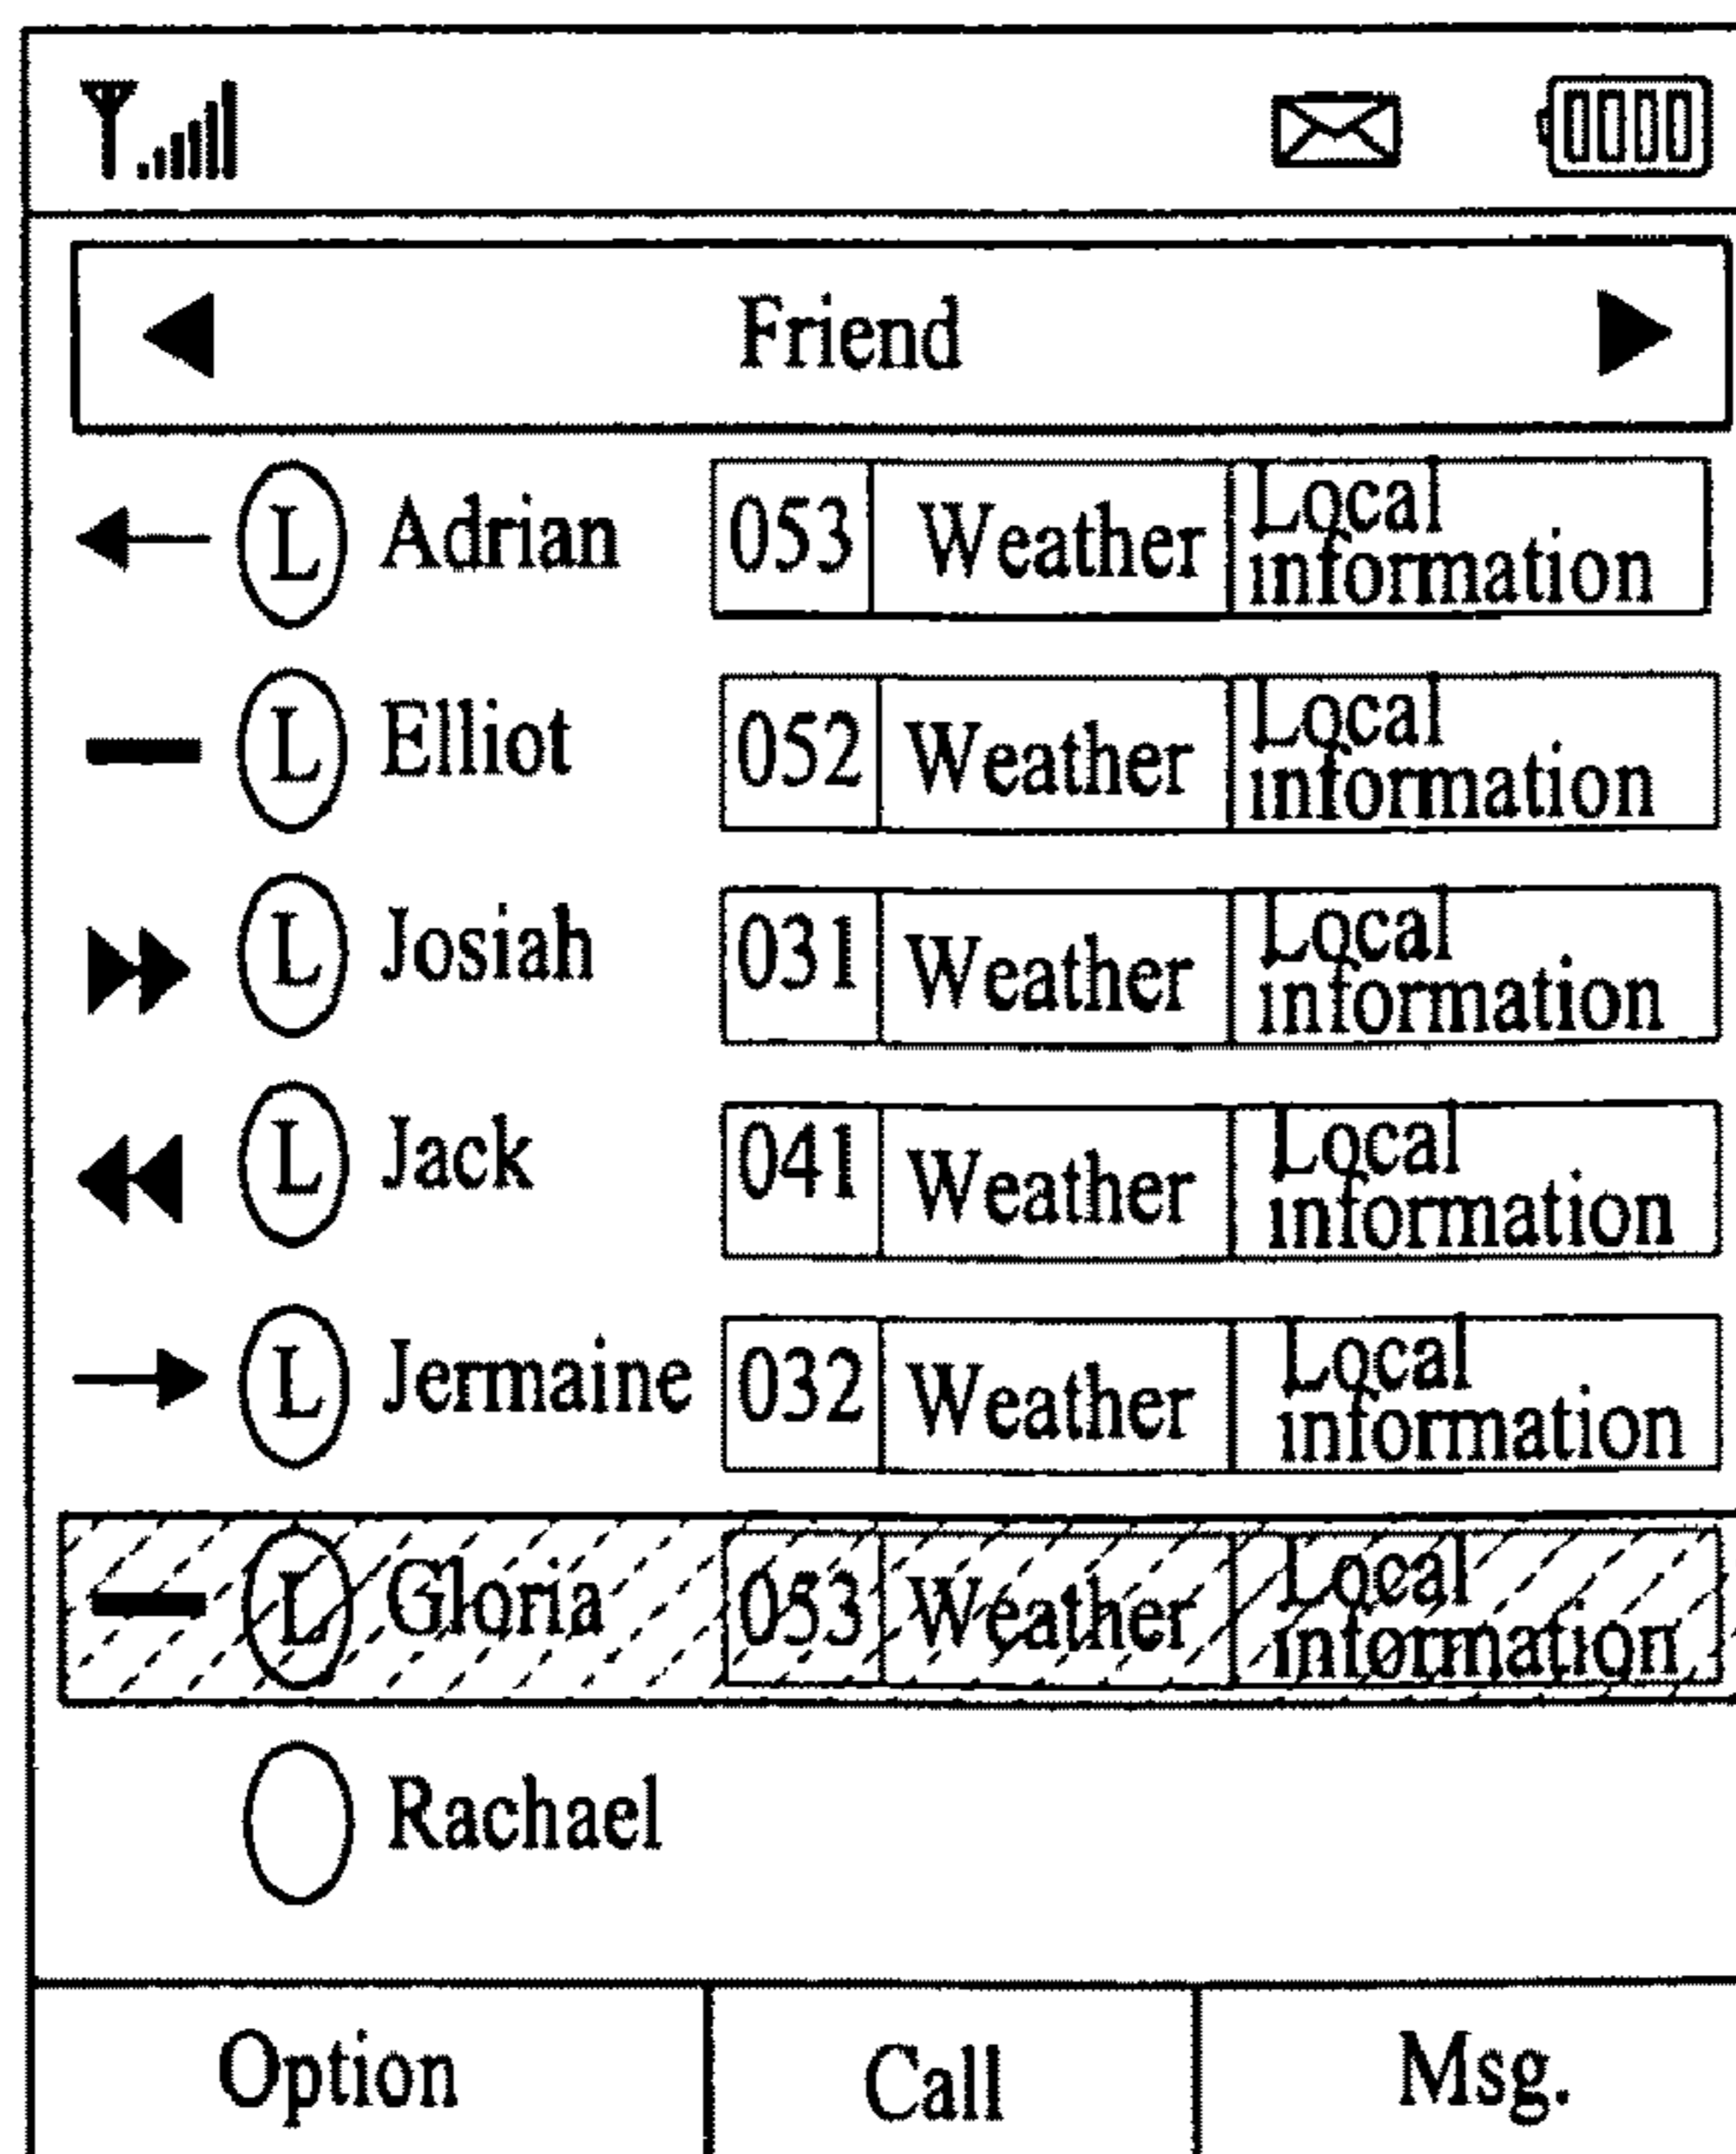 Friend
L Adrian 053 Weather Local information
L Elliot 052 Weather Local information
L Josiah 031 Weather Local information
L Jack 041 Weather Local information
L Jermaine 032 Weather Local information
L Gloria 053 Weather Local information
Rachael
Option Call Msg.